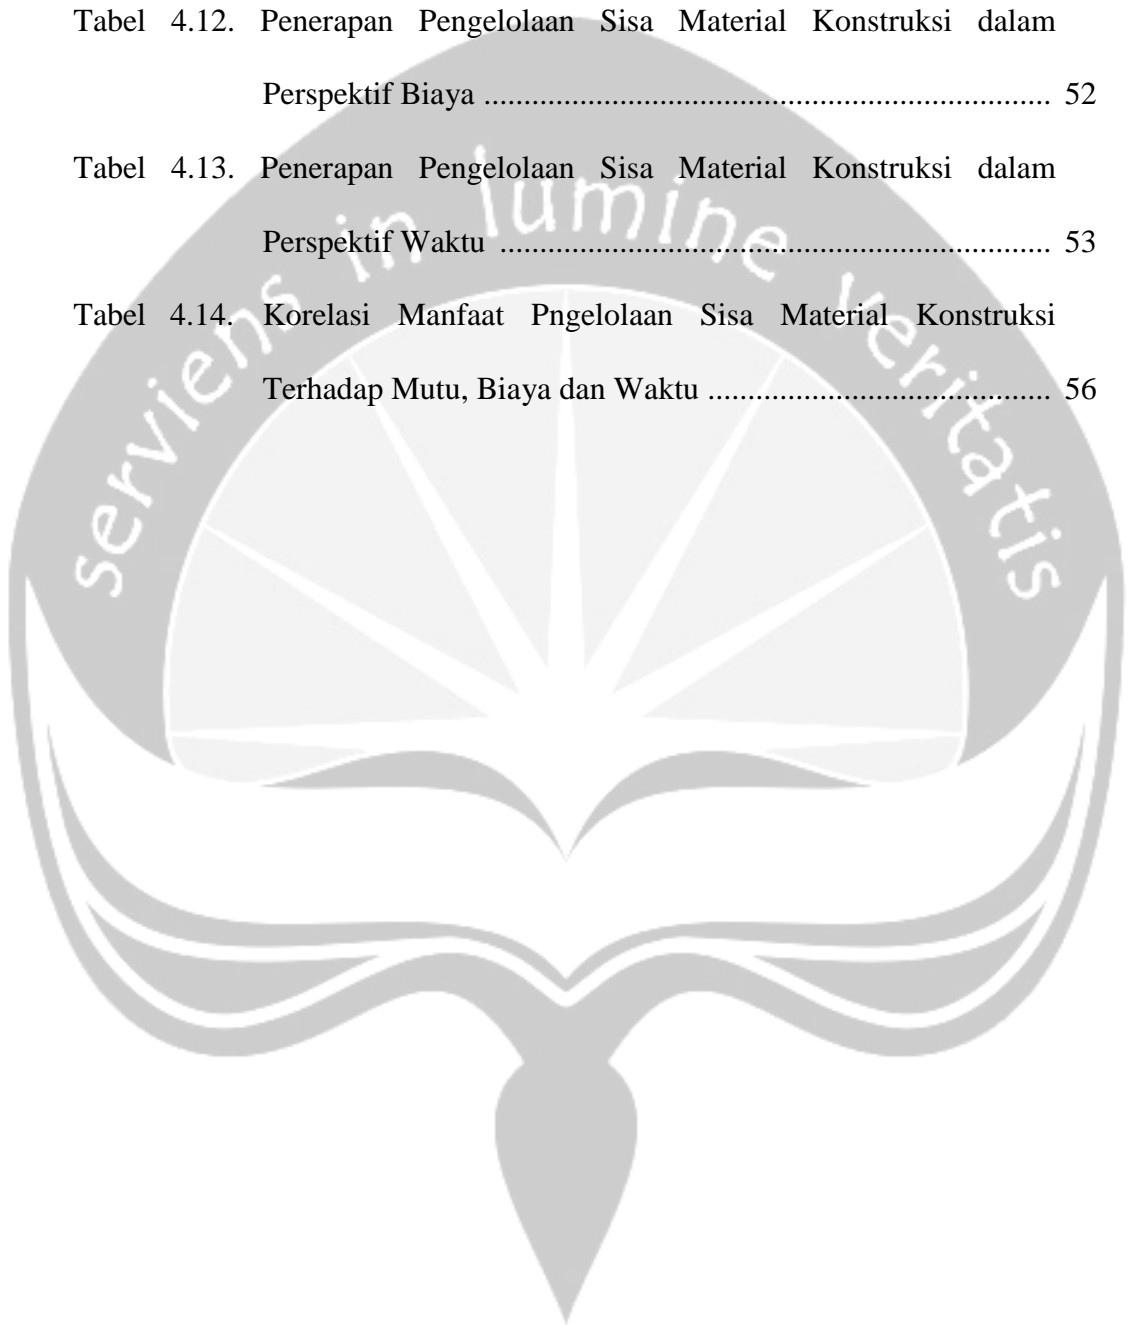 Tabel 4.12. Penerapan Pengelolaan Sisa Material Konstruksi dalam
Perspektif Biaya ....................................................................... 52
Tabel 4.13. Penerapan Pengelolaan Sisa Material Konstruksi dalam
Perspektif Waktu ..................................................................... 53
Tabel 4.14. Korelasi Manfaat Pngelolaan Sisa Material Konstruksi
Terhadap Mutu, Biaya dan Waktu ........................................... 56
serviens in lumine veritatis